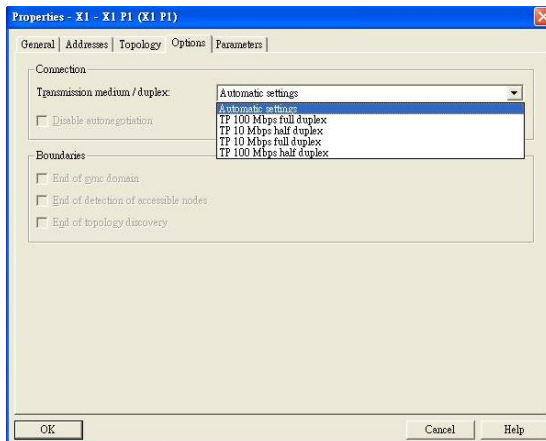 Properties - X1 - X1 P1 (X1 P1)
General Addresses Topology Options Parameters
Connection
Transmission medium / duplex:
Automatic settings
Automatic settings
TP 100 Mbps full duplex
TP 10 Mbps half duplex
TP 10 Mbps full duplex
TP 100 Mbps half duplex
Disable autonegotiation
Boundaries
End of sync domain
End of detection of accessible nodes
End of topology discovery
OK Cancel Help